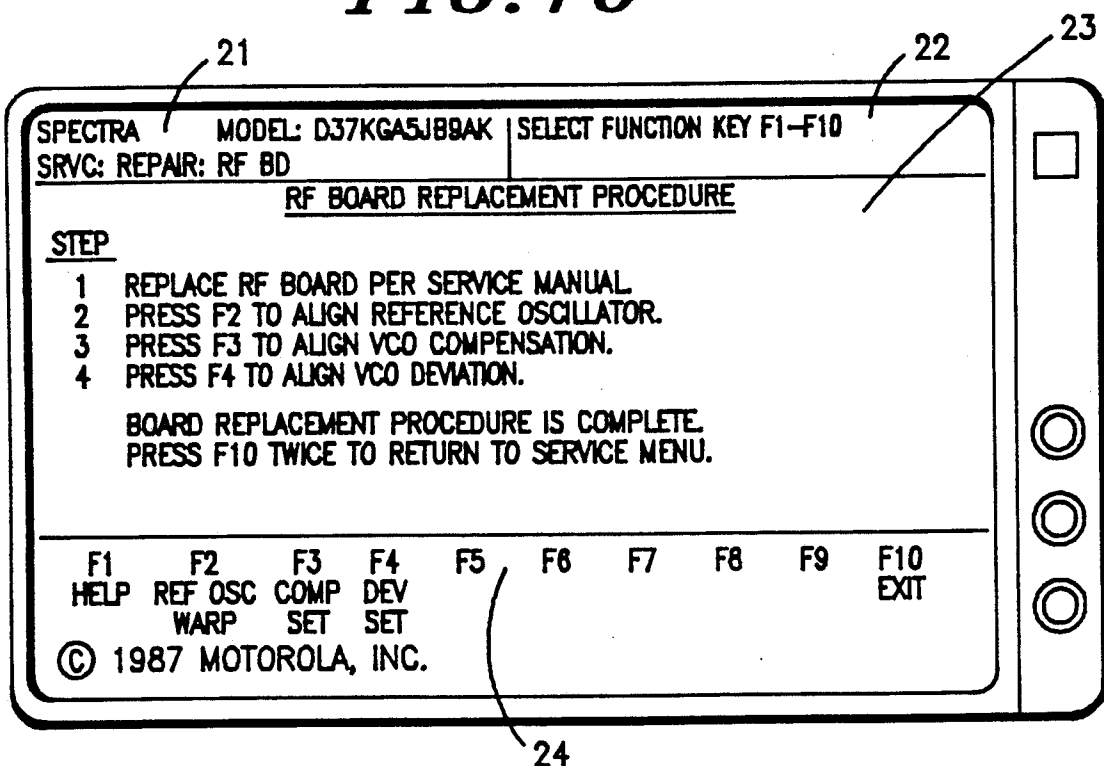 21
22
23
SPECTRA MODEL: D37KGA5JB9AK SELECT FUNCTION KEY F1-F10
SRVC: REPAIR: RF BD
RF BOARD REPLACEMENT PROCEDURE
STEP
1 REPLACE RF BOARD PER SERVICE MANUAL.
2 PRESS F2 TO ALIGN REFERENCE OSCILLATOR.
3 PRESS F3 TO ALIGN VCO COMPENSATION.
4 PRESS F4 TO ALIGN VCO DEVIATION.
BOARD REPLACEMENT PROCEDURE IS COMPLETE.
PRESS F10 TWICE TO RETURN TO SERVICE MENU.
F1 F2 F3 F4 F5 F6 F7 F8 F9 F10
HELP REF OSC COMP DEV EXIT
WARP SET SET
© 1987 MOTOROLA, INC.
24